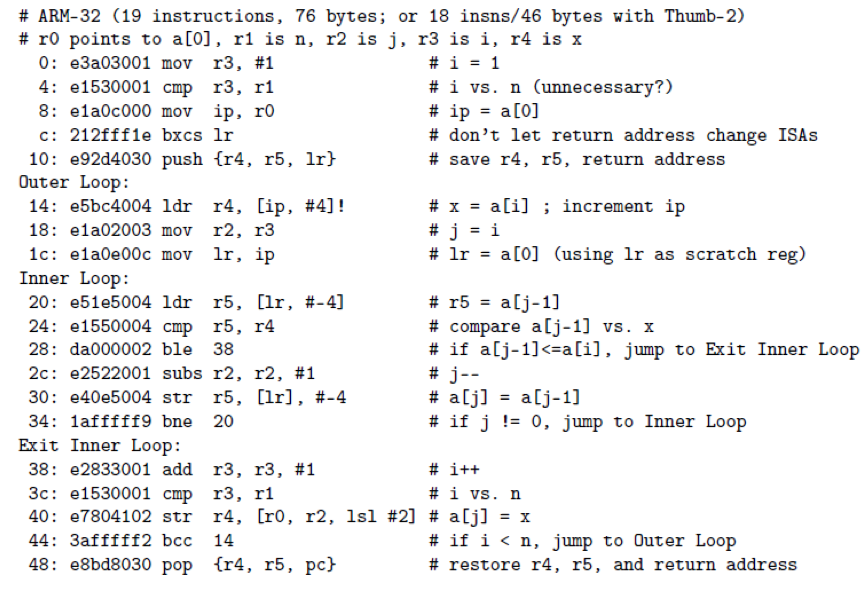 # ARM-32 (19 instructions, 76 bytes; or 18 insns/46 bytes with Thumb-2)
# r0 points to a[0], r1 is n, r2 is j, r3 is i, r4 is x
0: e3a03001 mov r3, #1 # i = 1
4: e1530001 cmp r3, r1 # i vs. n (unnecessary?)
8: e1a0c000 mov ip, r0 # ip = a[0]
c: 212fff1e bxcs lr # don't let return address change ISAs
10: e92d4030 push {r4, r5, lr} # save r4, r5, return address
Outer Loop:
14: e5bc4004 ldr r4, [ip, #4]! # x = a[i] ; increment ip
18: e1a02003 mov r2, r3 # j = i
1c: e1a0e00c mov lr, ip # lr = a[0] (using lr as scratch reg)
Inner Loop:
20: e51e5004 ldr r5, [lr, #-4] # r5 = a[j-1]
24: e1550004 cmp r5, r4 # compare a[j-1] vs. x
28: da000002 ble 38 # if a[j-1]<=a[i], jump to Exit Inner Loop
2c: e2522001 subs r2, r2, #1 # j--
30: e40e5004 str r5, [lr], #-4 # a[j] = a[j-1]
34: 1afffff9 bne 20 # if j != 0, jump to Inner Loop
Exit Inner Loop:
38: e2833001 add r3, r3, #1 # i++
3c: e1530001 cmp r3, r1 # i vs. n
40: e7804102 str r4, [r0, r2, lsl #2] # a[j] = x
44: 3afffff2 bcc 14 # if i < n, jump to Outer Loop
48: e8bd8030 pop {r4, r5, pc} # restore r4, r5, and return address